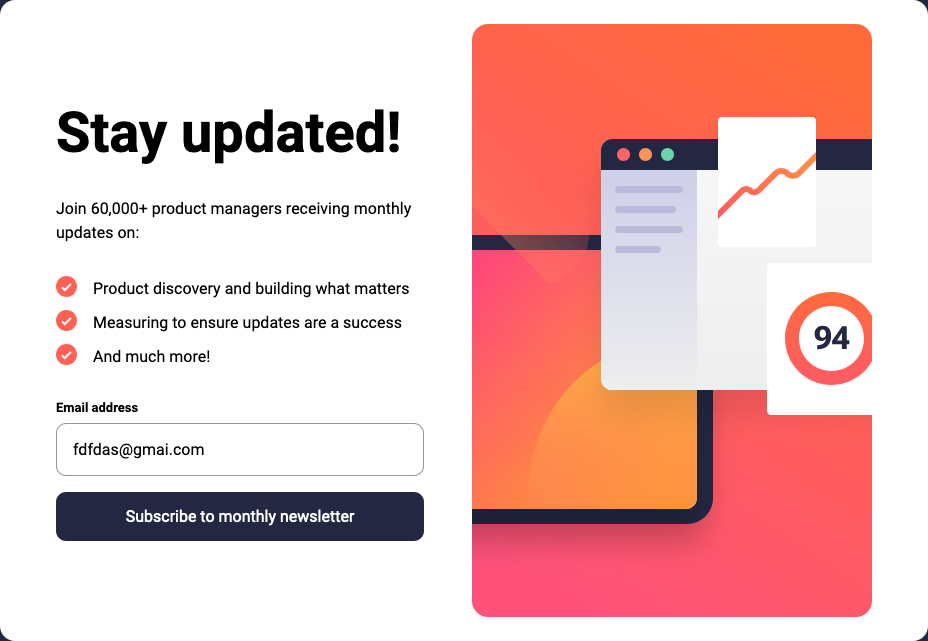 Stay updated!
Join 60,000+ product managers receiving monthly
updates on:
Product discovery and building what matters
Measuring to ensure updates are a success
And much more!
Email address
fdfdas@gmai.com
Subscribe to monthly newsletter
94